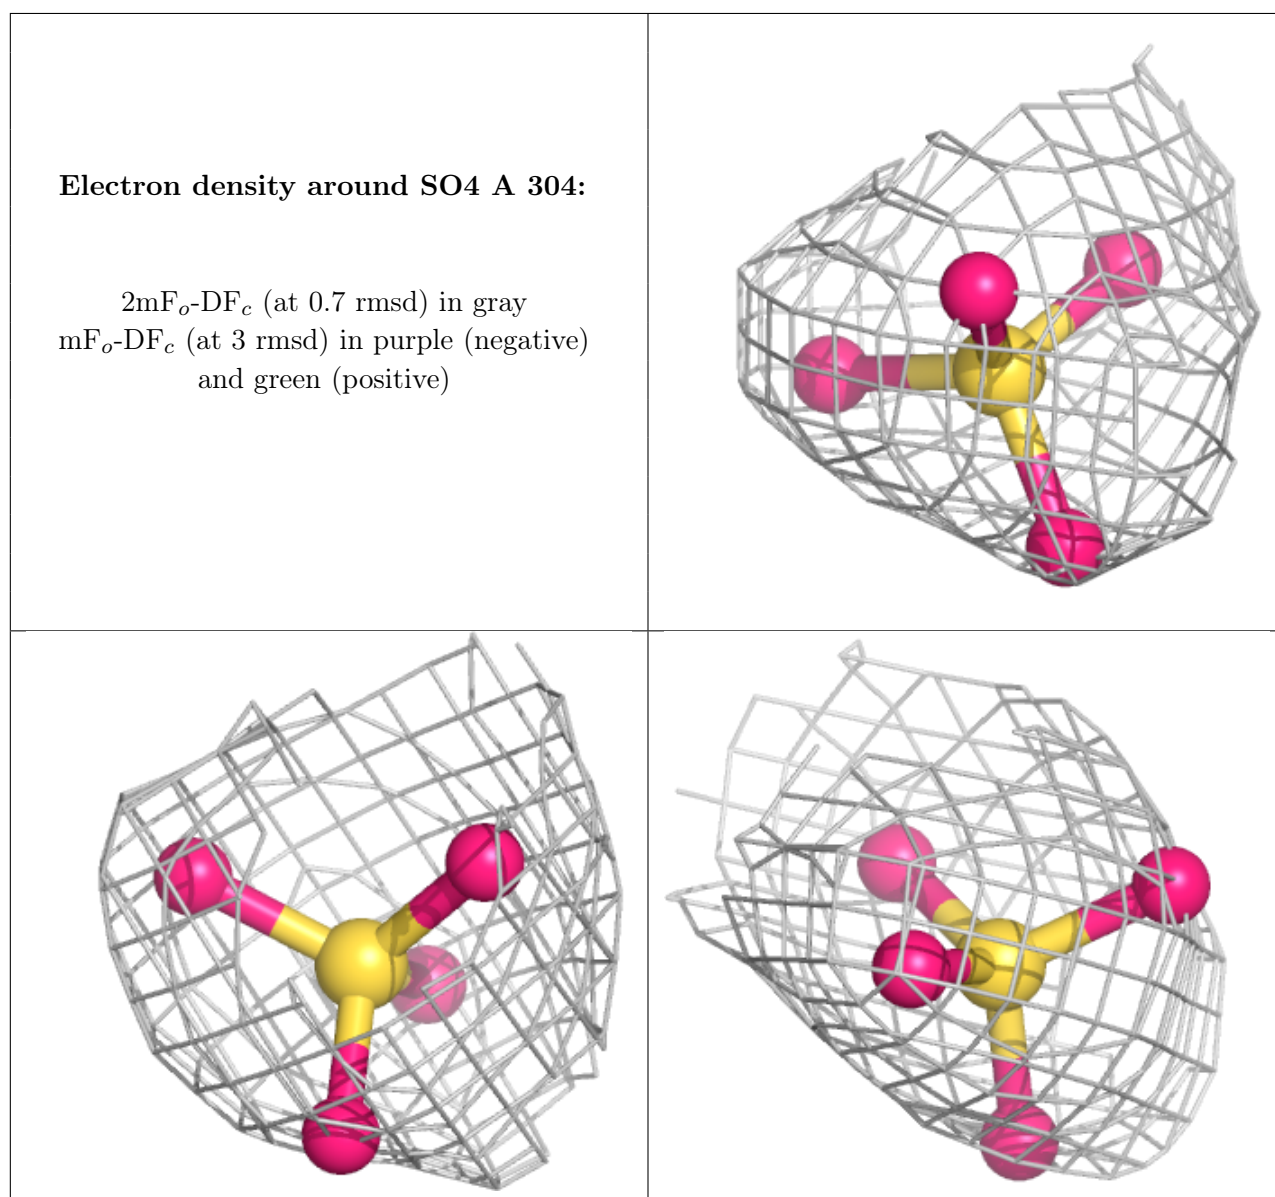 Electron density around SO4 A 304:
2mFo-DFc (at 0.7 rmsd) in gray
mFo-DFc (at 3 rmsd) in purple (negative)
and green (positive)